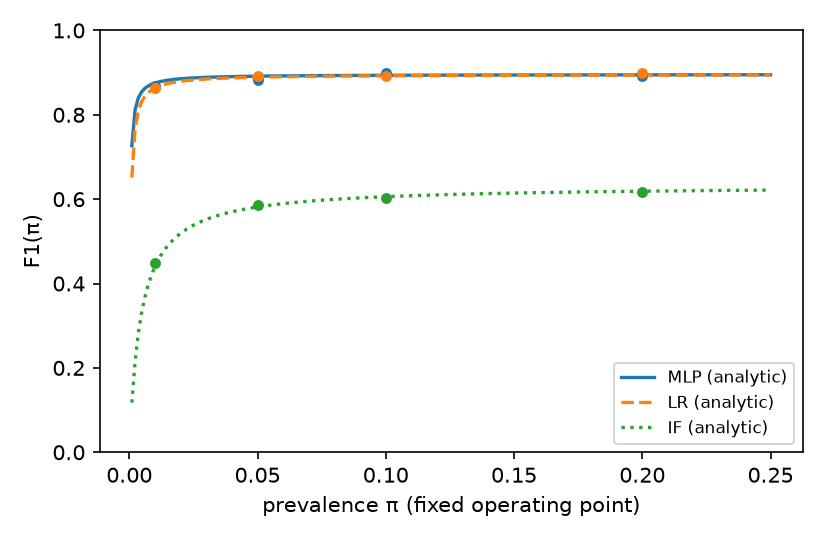 1.0
0.8
0.6
0.4
0.2
0.0
F1(π)
0.00 0.05 0.10 0.15 0.20 0.25
prevalence π (fixed operating point)
MLP (analytic)
LR (analytic)
IF (analytic)